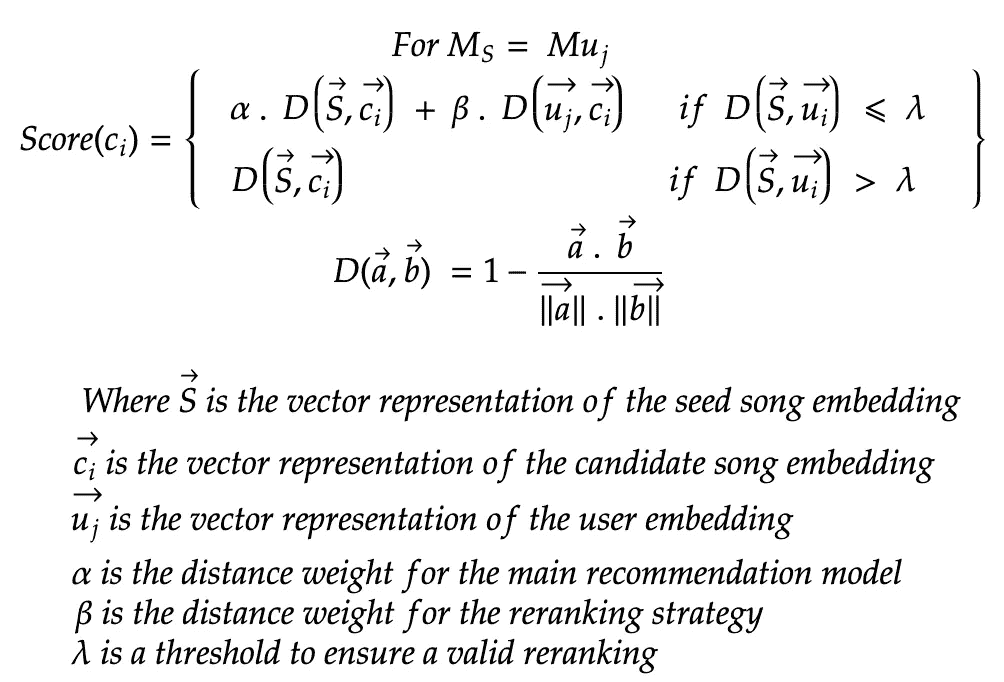 For M_S = Mu_j
Score(c_i) = { α . D(S⃗, c⃗_i) + β . D(u⃗_j, c⃗_i) if D(S⃗, u⃗_i) ⩽ λ
D(S⃗, c⃗_i) if D(S⃗, u⃗_i) > λ }
D(a⃗, b⃗) = 1 − (a⃗ . b⃗) / (||a⃗|| . ||b⃗||)
Where S⃗ is the vector representation of the seed song embedding
c⃗_i is the vector representation of the candidate song embedding
u⃗_j is the vector representation of the user embedding
α is the distance weight for the main recommendation model
β is the distance weight for the reranking strategy
λ is a threshold to ensure a valid reranking